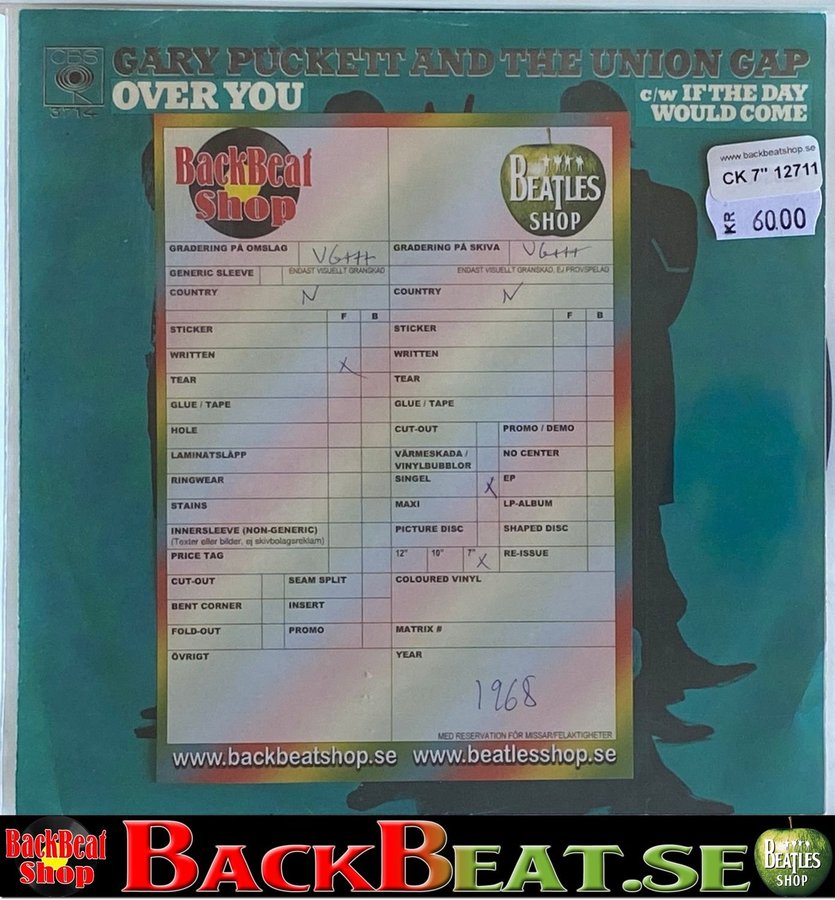 CBS
3714
GARY PUCKETT AND THE UNION GAP
OVER YOU
c/w IF THE DAY
WOULD COME
www.backbeatshop.se
CK 7" 12711
KR 60.00
BackBeat
Shop
BEATLES
SHOP
GRADERING PÅ OMSLAG VG+++
GRADERING PÅ SKIVA VG+++
GENERIC SLEEVE ENDAST VISUELLT GRANSKAD
ENDAST VISUELLT GRANSKAD, EJ PROVSPELAD
COUNTRY N
COUNTRY N
F B
F B
STICKER
STICKER
WRITTEN X
WRITTEN
TEAR
TEAR
GLUE / TAPE
GLUE / TAPE
HOLE
CUT-OUT
PROMO / DEMO
LAMINATSLÄPP
VÄRMESKADA /
VINYLBUBBLOR
NO CENTER
RINGWEAR
SINGEL X
EP
STAINS
MAXI
LP-ALBUM
INNERSLEEVE (NON-GENERIC)
(Texter eller bilder, ej skivbolagsreklam)
PICTURE DISC
SHAPED DISC
PRICE TAG
12" 10" 7" X
RE-ISSUE
CUT-OUT
SEAM SPLIT
COLOURED VINYL
BENT CORNER
INSERT
FOLD-OUT
PROMO
MATRIX #
ÖVRIGT
YEAR
1968
MED RESERVATION FÖR MISSAR/FELAKTIGHETER
www.backbeatshop.se www.beatlesshop.se
BackBeat
Shop
BACKBEAT.SE
BEATLES
SHOP